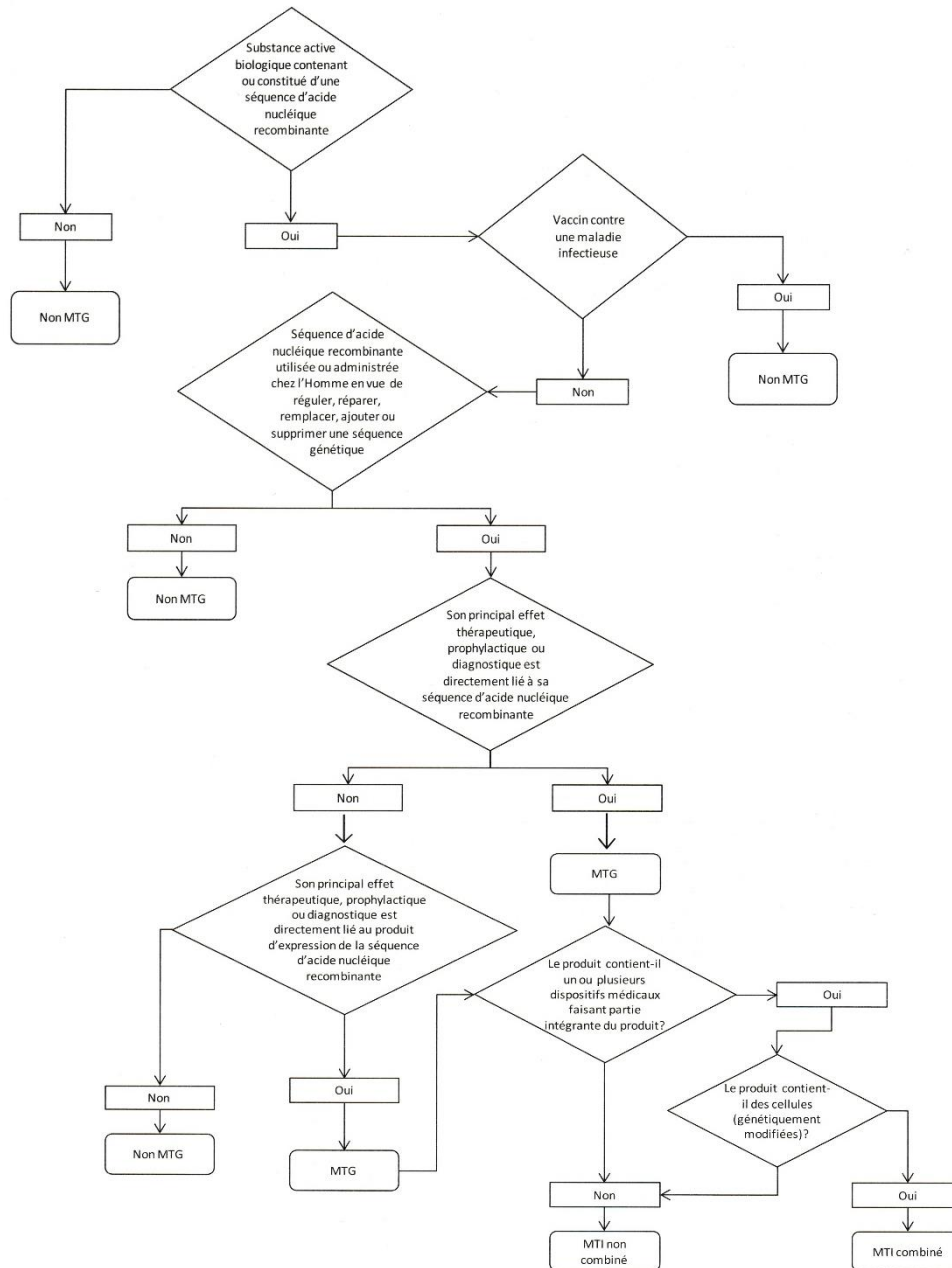 Substance active
biologique contenant
ou constitué d'une
séquence d'acide
nucléique
recombinante
Non
Oui
Vaccin contre
une maladie
infectieuse
Non MTG
Oui
Non MTG
Non
Séquence d'acide
nucléique recombinante
utilisée ou administrée
chez l'Homme en vue de
réguler, réparer,
remplacer, ajouter ou
supprimer une séquence
génétique
Non
Oui
Non MTG
Son principal effet
thérapeutique,
prophylactique ou
diagnostique est
directement lié à sa
séquence d'acide nucléique
recombinante
Non
Oui
MTG
Son principal effet
thérapeutique, prophylactique
ou diagnostique est
directement lié au produit
d'expression de la séquence
d'acide nucléique
recombinante
Le produit contient-il
un ou plusieurs
dispositifs médicaux
faisant partie
intégrante du produit?
Oui
Non
Oui
Le produit contient-
il des cellules
(génétiquement
modifiées)?
Non MTG
MTG
Non
Oui
MTI non
combiné
MTI combiné